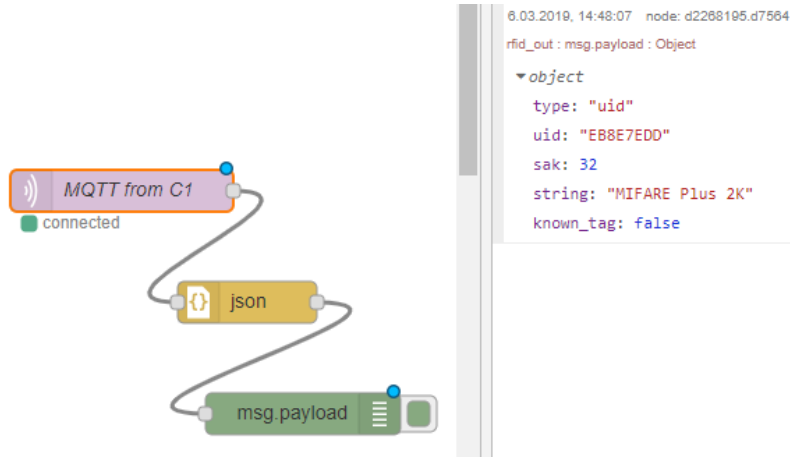 MQTT from C1
connected
json
msg.payload
6.03.2019, 14:48:07 node: d2268195.d7564
rfid_out : msg.payload : Object
object
type: "uid"
uid: "EB8E7EDD"
sak: 32
string: "MIFARE Plus 2K"
known_tag: false